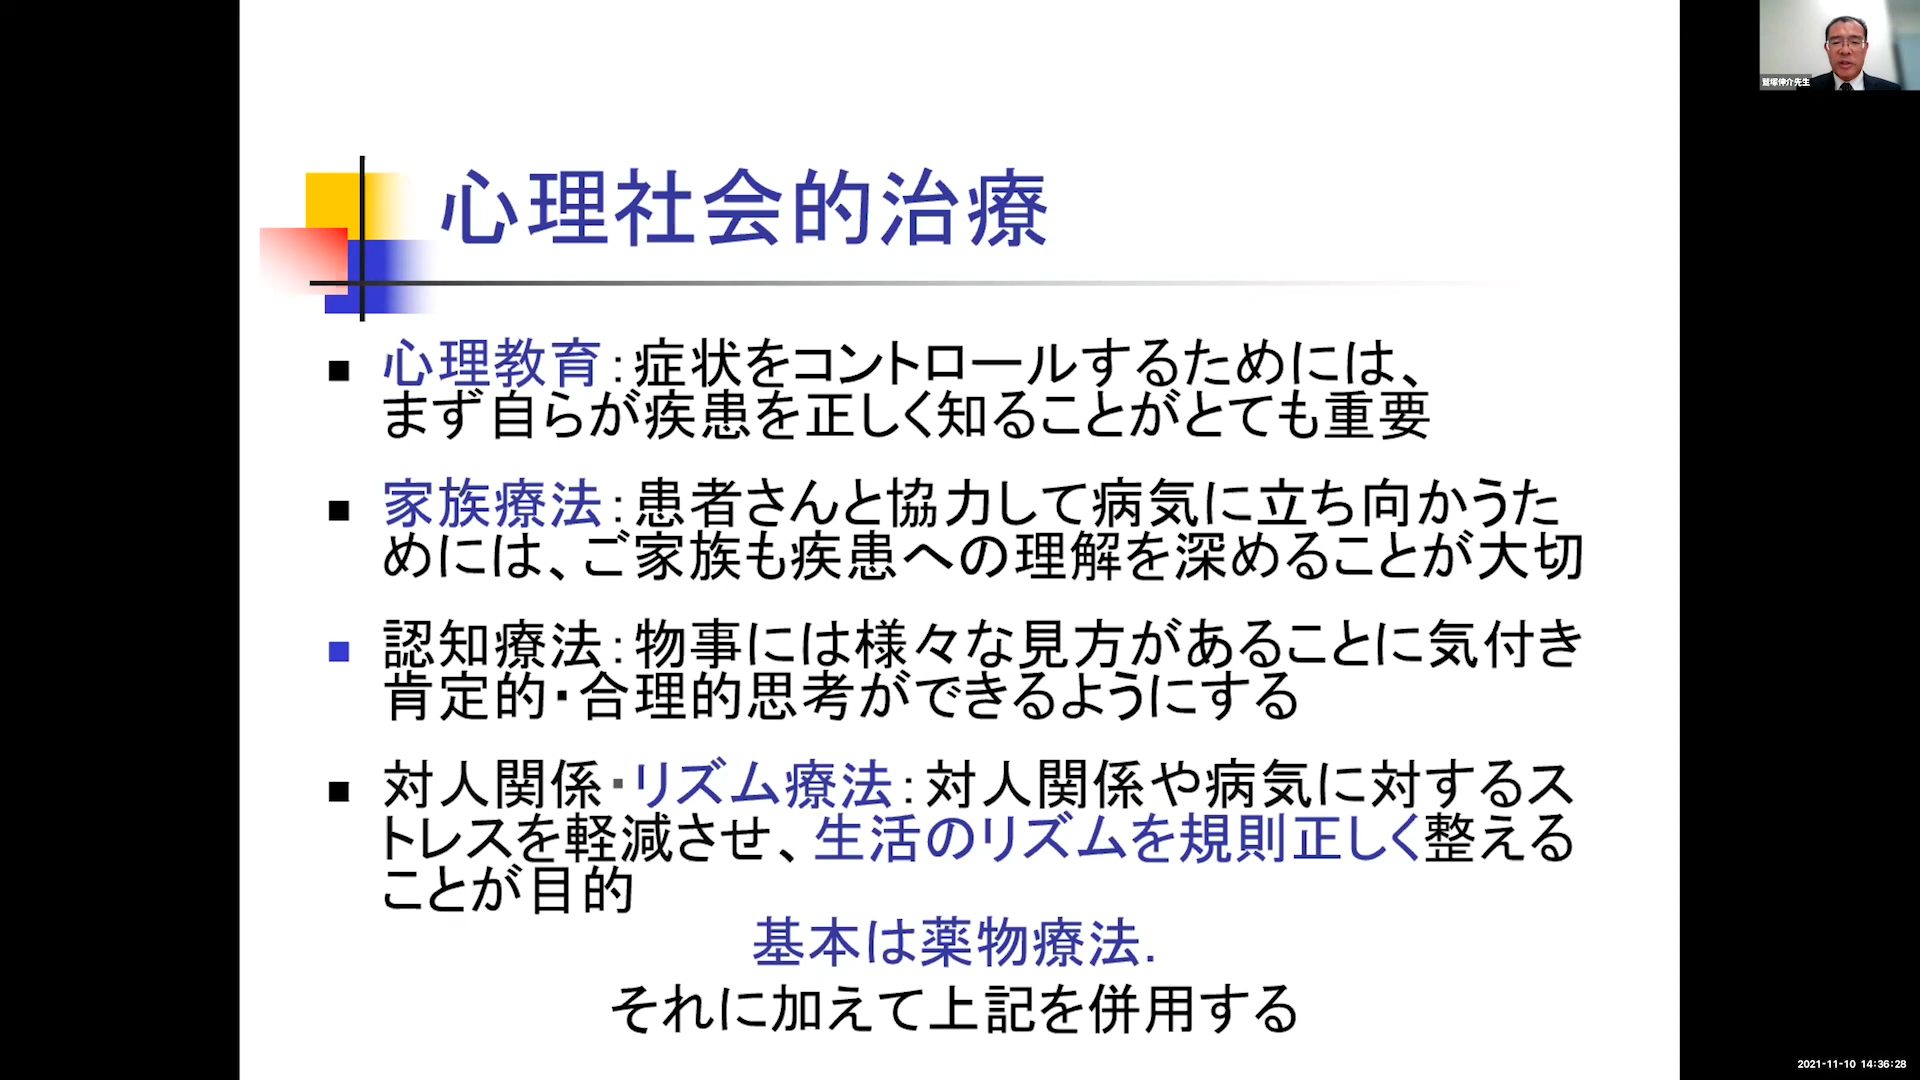 心理社会的治療
心理教育：症状をコントロールするためには、
まず自らが疾患を正しく知ることがとても重要
家族療法：患者さんと協力して病気に立ち向かうた
めには、ご家族も疾患への理解を深めることが大切
認知療法：物事には様々な見方があることに気付き
肯定的・合理的思考ができるようにする
対人関係・リズム療法：対人関係や病気に対するス
トレスを軽減させ、生活のリズムを規則正しく整える
ことが目的
基本は薬物療法.
それに加えて上記を併用する
鷲塚伸介先生
2021-11-10 14:36:28